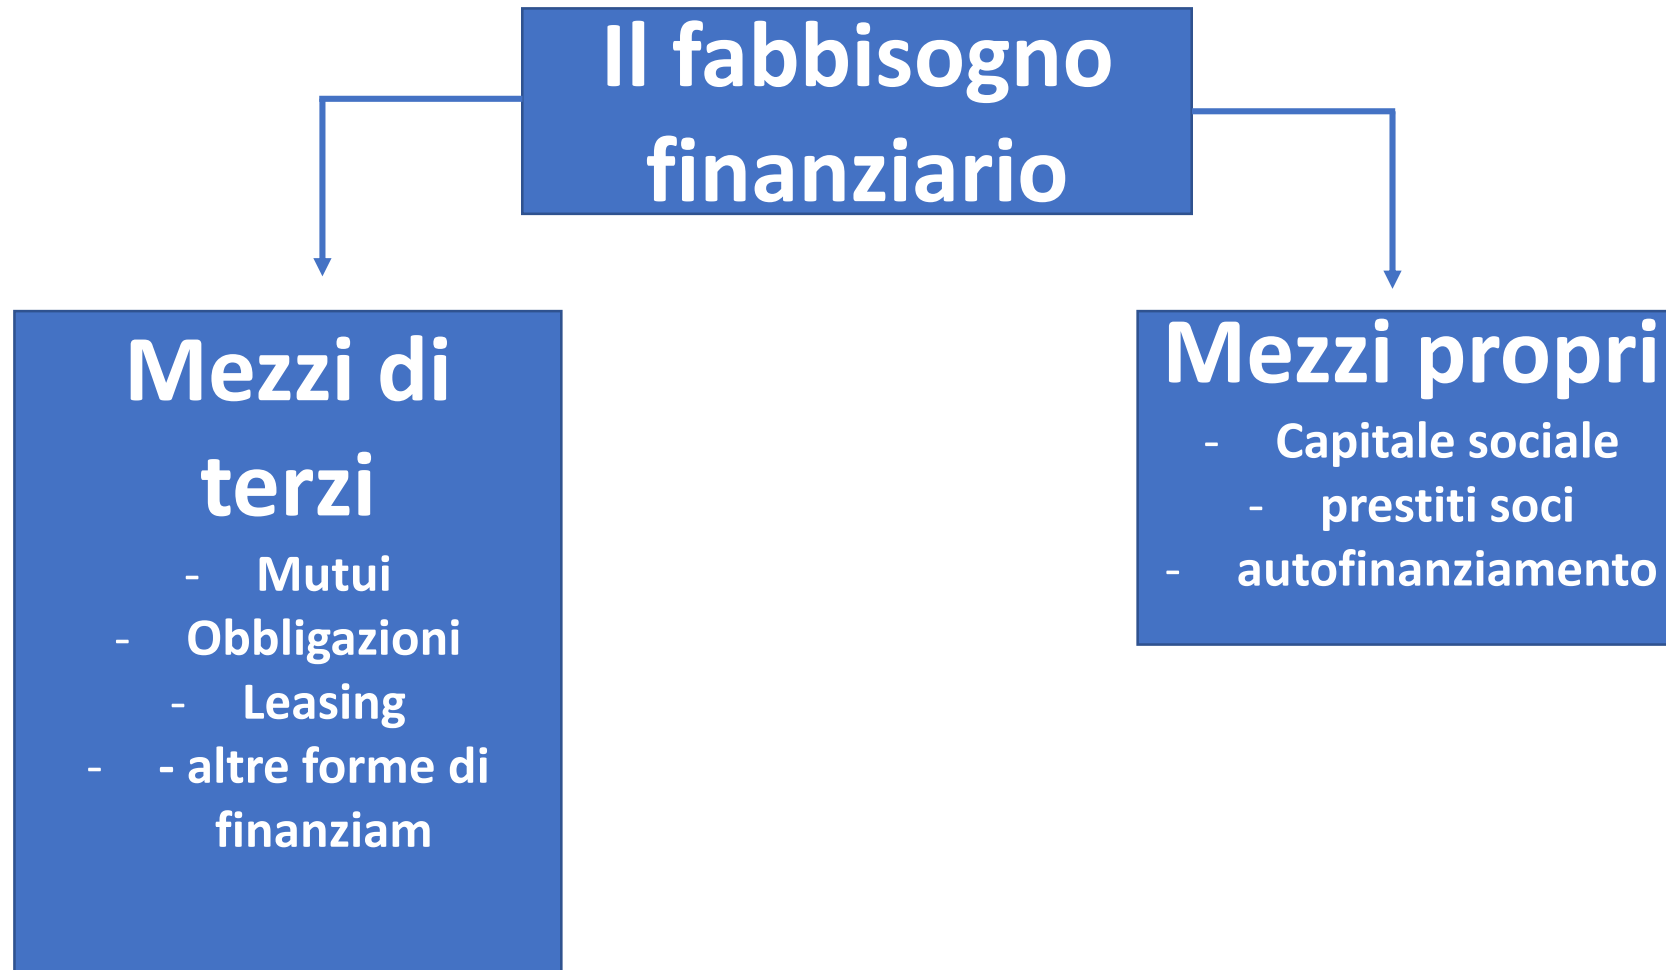 Il fabbisogno
finanziario
Mezzi di
terzi
- Mutui
- Obbligazioni
- Leasing
- - altre forme di
finanziam
Mezzi propri
- Capitale sociale
- prestiti soci
- autofinanziamento